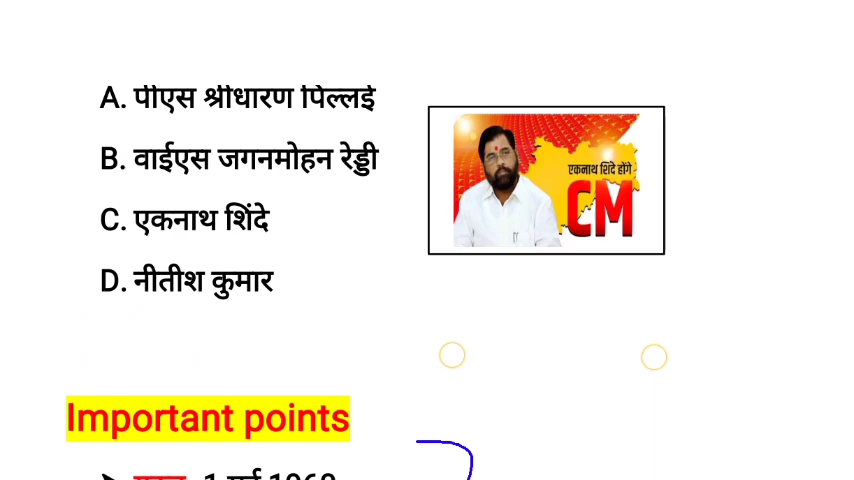 A. पीएस श्रीधारण पिल्लई
B. वाईएस जगनमोहन रेड्डी
C. एकनाथ शिंदे
D. नीतीश कुमार
एकनाथ शिंदे होंगे
CM
Important points